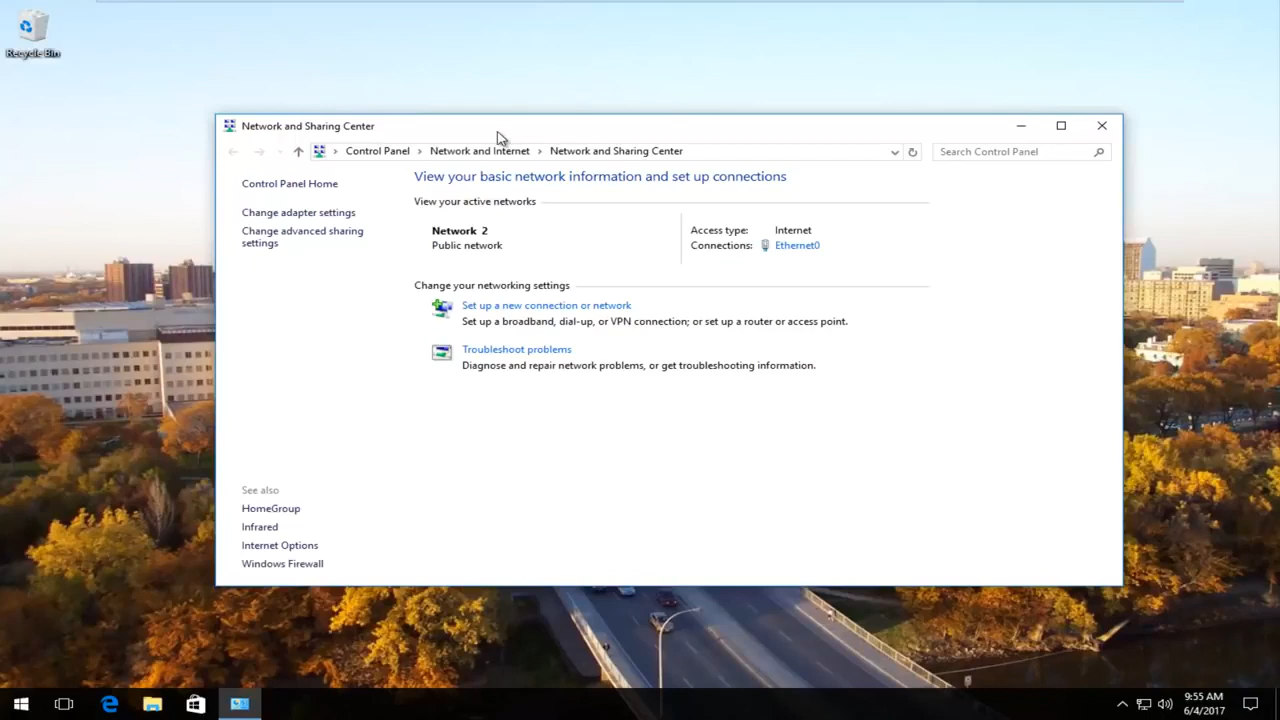 Recycle Bin
Network and Sharing Center
Control Panel > Network and Internet > Network and Sharing Center
Search Control Panel
Control Panel Home
Change adapter settings
Change advanced sharing
settings
View your basic network information and set up connections
View your active networks
Network 2
Public network
Access type: Internet
Connections: Ethernet0
Change your networking settings
Set up a new connection or network
Set up a broadband, dial-up, or VPN connection; or set up a router or access point.
Troubleshoot problems
Diagnose and repair network problems, or get troubleshooting information.
See also
HomeGroup
Infrared
Internet Options
Windows Firewall
9:55 AM
6/4/2017